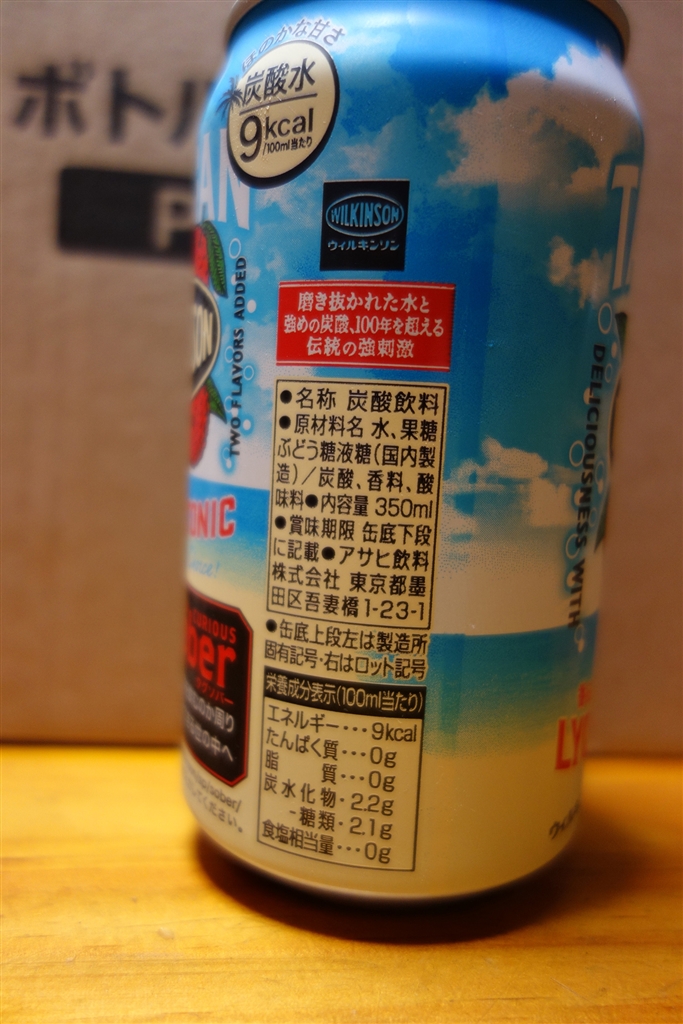 ボトル
P
ほのかな甘さ
炭酸水
9kcal
/100ml当たり
AN
WILKINSON
ウィルキンソン
TWO FLAVORS ADDED
磨き抜かれた水と
強めの炭酸、100年を超える
伝統の強刺激
●名称 炭酸飲料
●原材料名 水、果糖
ぶどう糖液糖(国内製
造)/炭酸、香料、酸
味料●内容量 350ml
●賞味期限 缶底下段
に記載●アサヒ飲料
株式会社 東京都墨
田区吾妻橋1-23-1
●缶底上段左は製造所
固有記号・右はロット記号
栄養成分表示(100ml当たり)
エネルギー…9kcal
たんぱく質…0g
脂 質…0g
炭水化物・2.2g
-糖類・2.1g
食塩相当量…0g
TON
ONIC
DELICIOUSNESS WITH
LY